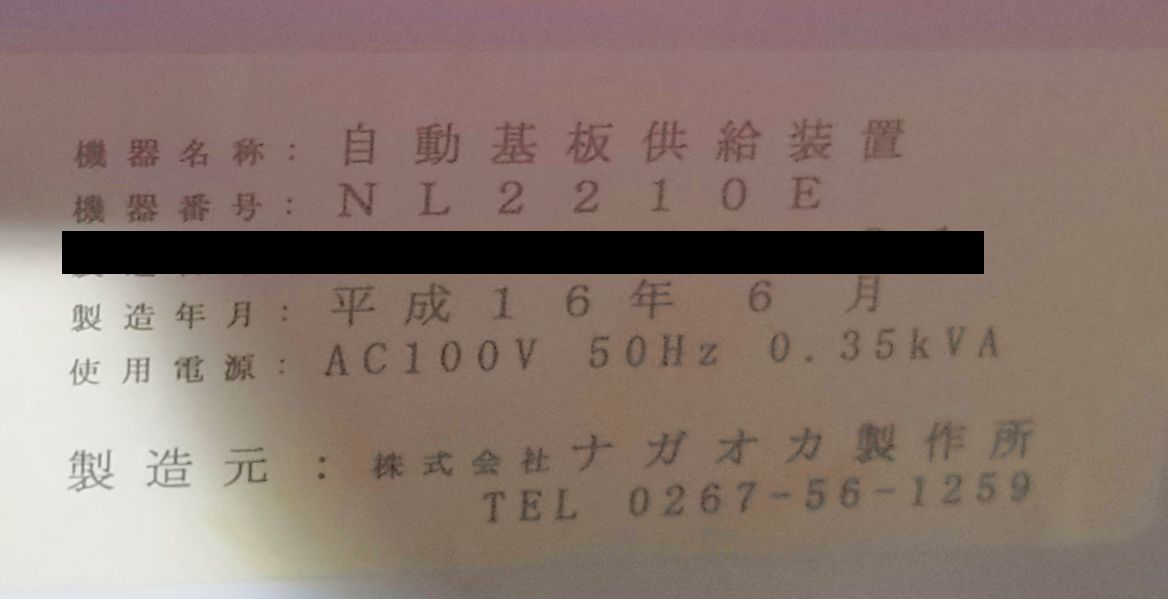 機器名称：自動基板供給装置
機器番号：NL2210E
製造年月：平成16年 6 月
使用電源：AC100V 50Hz 0.35kVA
製造元：株式会社ナガオカ製作所
TEL 0267-56-1259